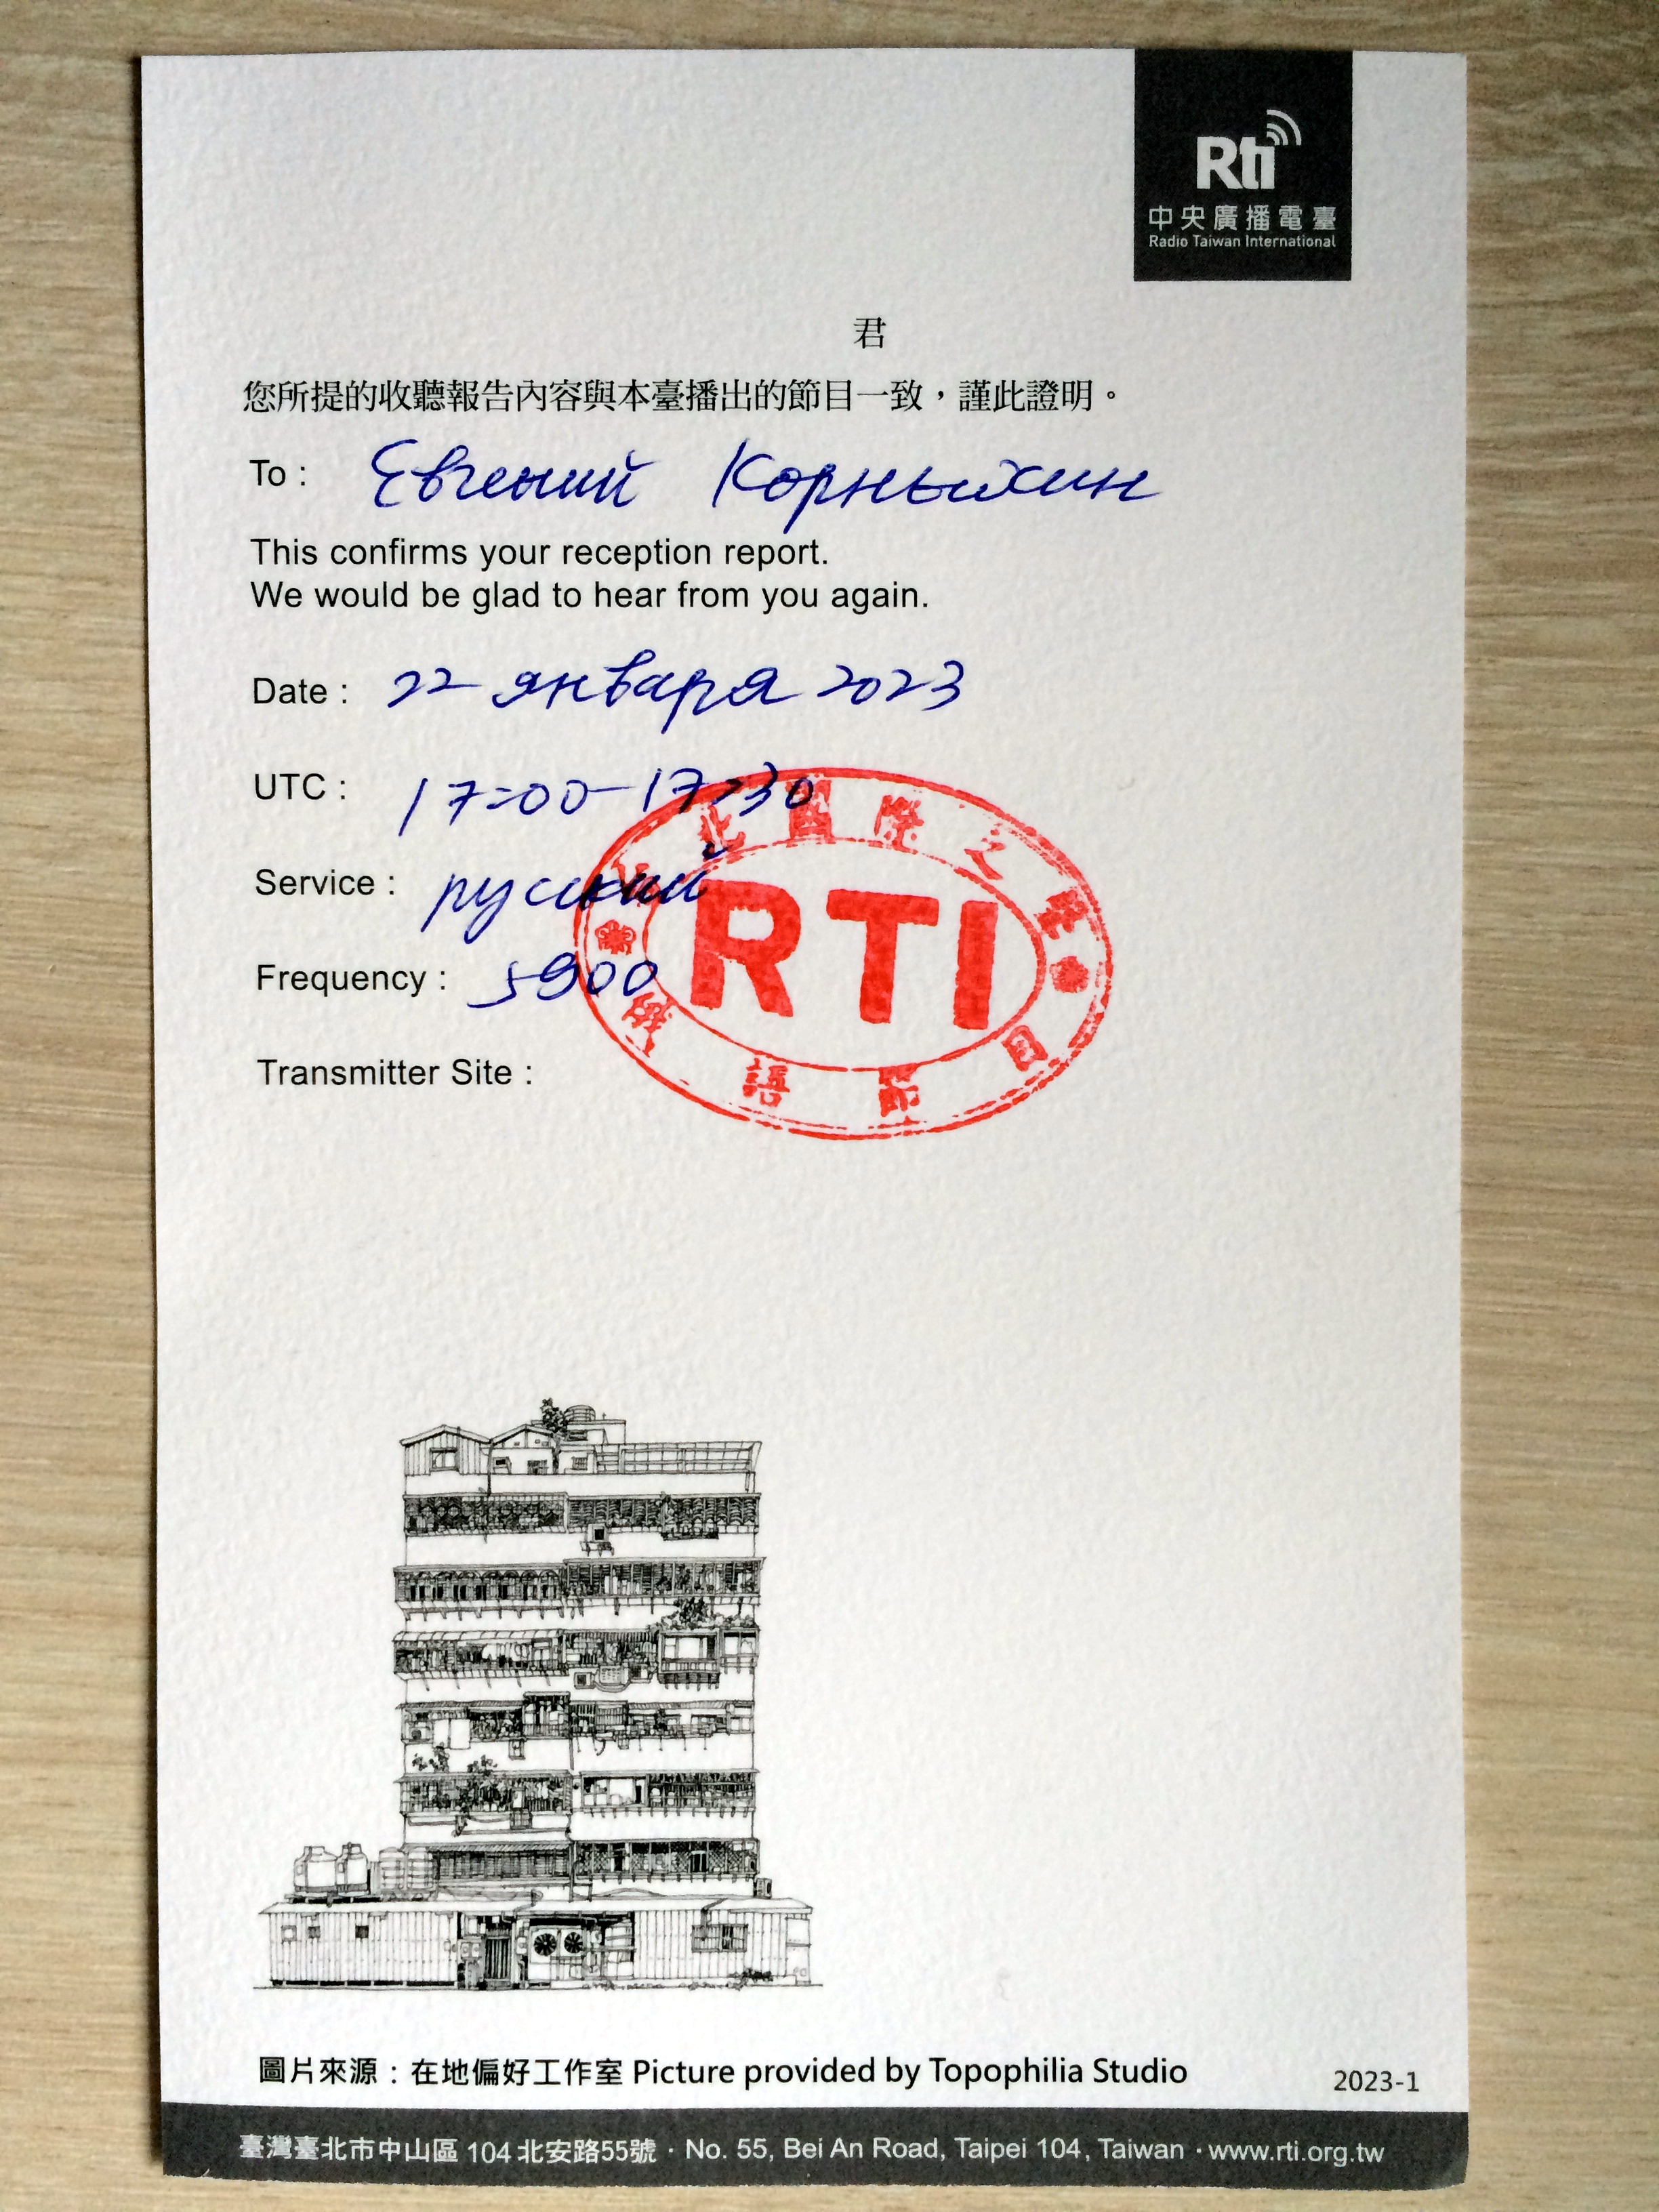 Rti
中央廣播電臺
Radio Taiwan International
君
您所提的收聽報告內容與本臺播出的節目一致，謹此證明。
To : Евгений Корныхин
This confirms your reception report.
We would be glad to hear from you again.
Date : 22 января 2023
UTC : 17:00-17:30
Service : русский
Frequency : 5900
Transmitter Site :
北國際之聲
RTI
語節目
圖片來源：在地偏好工作室 Picture provided by Topophilia Studio
2023-1
臺灣臺北市中山區 104 北安路55號 · No. 55, Bei An Road, Taipei 104, Taiwan · www.rti.org.tw